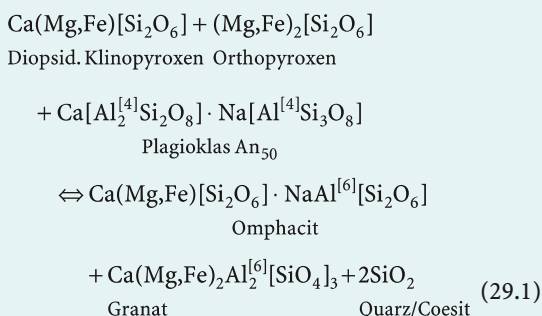 Ca(Mg,Fe)[Si₂O₆] + (Mg,Fe)₂[Si₂O₆]
Diopsid. Klinopyroxen Orthopyroxen
+ Ca[Al₂^[4]Si₂O₈] · Na[Al^[4]Si₃O₈]
Plagioklas An₅₀
⇔ Ca(Mg,Fe)[Si₂O₆] · NaAl^[6][Si₂O₆]
Omphacit
+ Ca(Mg,Fe)₂Al₂^[6][SiO₄]₃ + 2SiO₂ (29.1)
Granat Quarz/Coesit